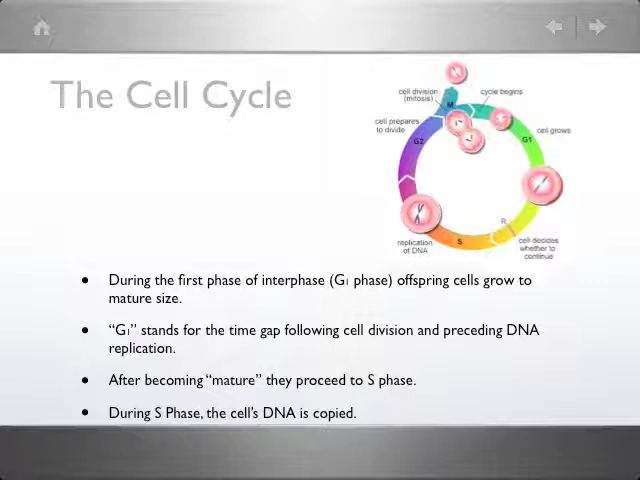 The Cell Cycle
cell division
(mitosis)
cycle begins
M
cell prepares
to divide
G2
G1
cell grows
R
S
replication
of DNA
cell decides
whether to
continue
• During the first phase of interphase (G1 phase) offspring cells grow to
mature size.
• “G1” stands for the time gap following cell division and preceding DNA
replication.
• After becoming “mature” they proceed to S phase.
• During S Phase, the cell’s DNA is copied.